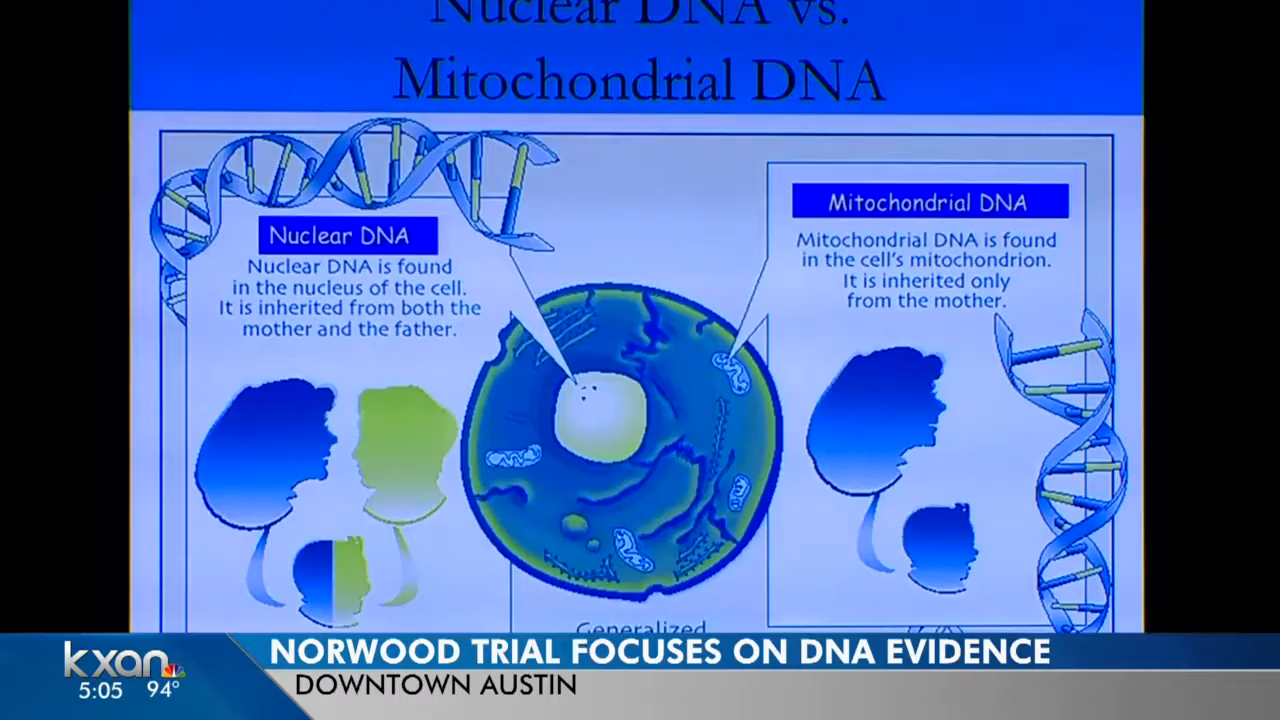 Nuclear DNA vs.
Mitochondrial DNA
Nuclear DNA
Nuclear DNA is found
in the nucleus of the cell.
It is inherited from both the
mother and the father.
Mitochondrial DNA
Mitochondrial DNA is found
in the cell's mitochondrion.
It is inherited only
from the mother.
Generalized
kxan
5:05 94°
NORWOOD TRIAL FOCUSES ON DNA EVIDENCE
DOWNTOWN AUSTIN